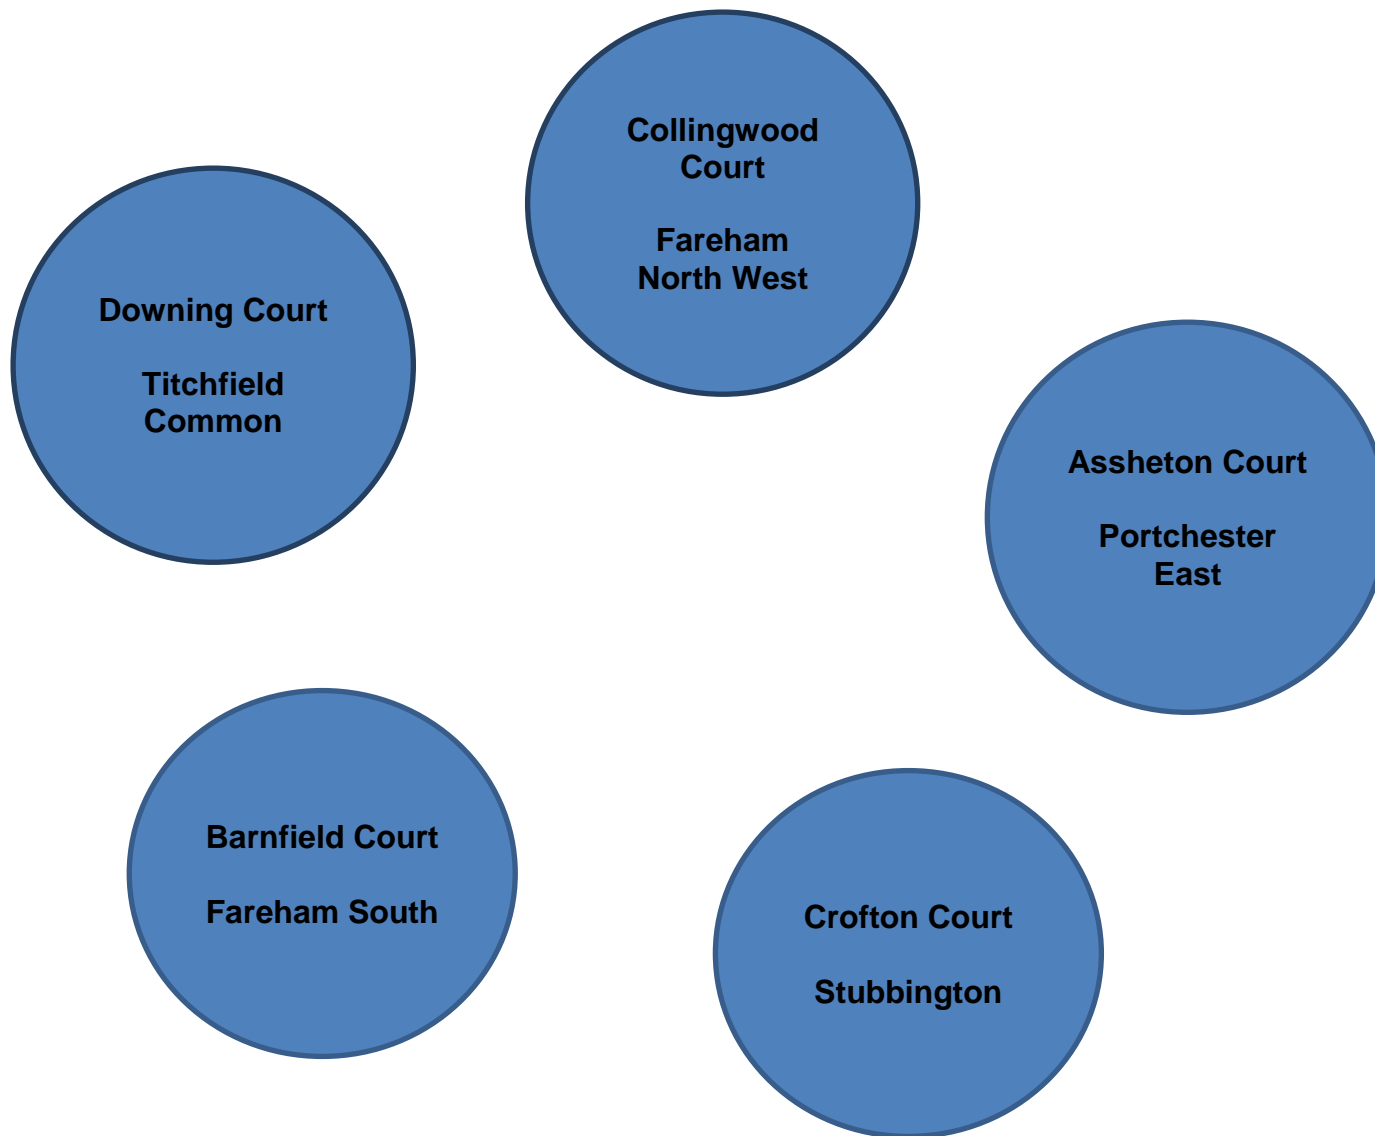 Collingwood
Court
Fareham
North West
Downing Court
Titchfield
Common
Assheton Court
Portchester
East
Barnfield Court
Fareham South
Crofton Court
Stubbington